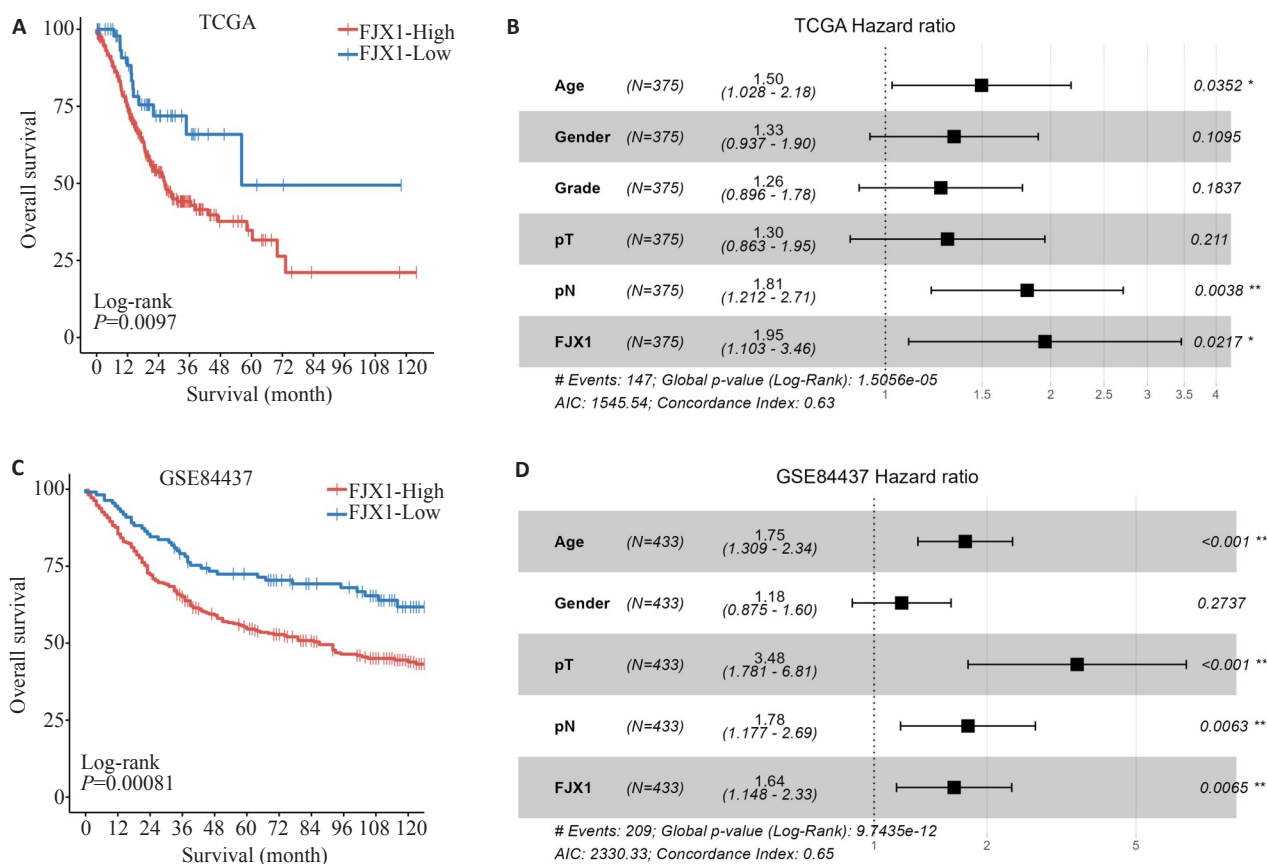 A
TCGA
FJX1-High
FJX1-Low
Overall survival
100
75
50
25
0
Log-rank
P=0.0097
0 12 24 36 48 60 72 84 96 108 120
Survival (month)
B
TCGA Hazard ratio
Age (N=375) 1.50 (1.028 - 2.18) 0.0352 *
Gender (N=375) 1.33 (0.937 - 1.90) 0.1095
Grade (N=375) 1.26 (0.896 - 1.78) 0.1837
pT (N=375) 1.30 (0.863 - 1.95) 0.211
pN (N=375) 1.81 (1.212 - 2.71) 0.0038 **
FJX1 (N=375) 1.95 (1.103 - 3.46) 0.0217 *
# Events: 147; Global p-value (Log-Rank): 1.5056e-05
AIC: 1545.54; Concordance Index: 0.63
1 1.5 2 2.5 3 3.5 4
C
GSE84437
FJX1-High
FJX1-Low
Overall survival
100
75
50
25
0
Log-rank
P=0.00081
0 12 24 36 48 60 72 84 96 108 120
Survival (month)
D
GSE84437 Hazard ratio
Age (N=433) 1.75 (1.309 - 2.34) <0.001 **
Gender (N=433) 1.18 (0.875 - 1.60) 0.2737
pT (N=433) 3.48 (1.781 - 6.81) <0.001 **
pN (N=433) 1.78 (1.177 - 2.69) 0.0063 **
FJX1 (N=433) 1.64 (1.148 - 2.33) 0.0065 **
# Events: 209; Global p-value (Log-Rank): 9.7435e-12
AIC: 2330.33; Concordance Index: 0.65
1 2 5